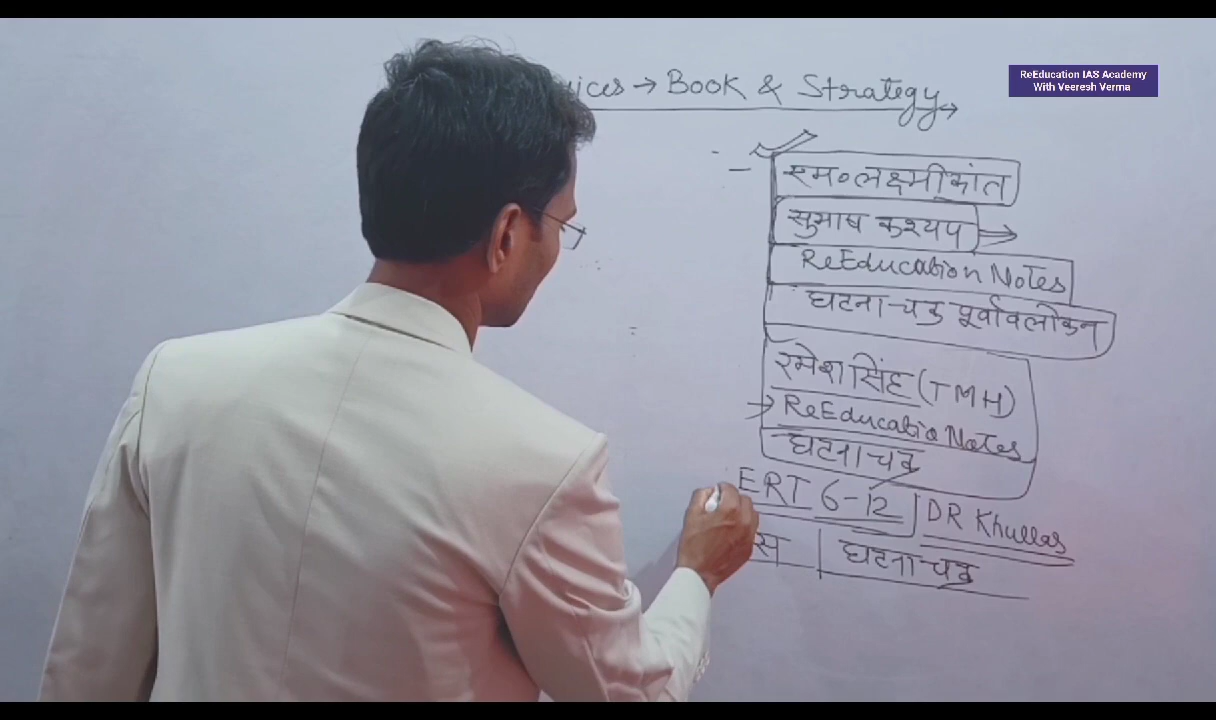 ReEducation IAS Academy
With Veeresh Verma
→ Book & Strategy
एम॰लक्ष्मीकांत
सुभाष कश्यप
ReEducation Notes
घटना-चक्र पूर्वावलोकन
रमेश सिंह (TMH)
ReEducation Notes
घटना-चक्र
ERT 6-12 DR Khullar
घटना-चक्र